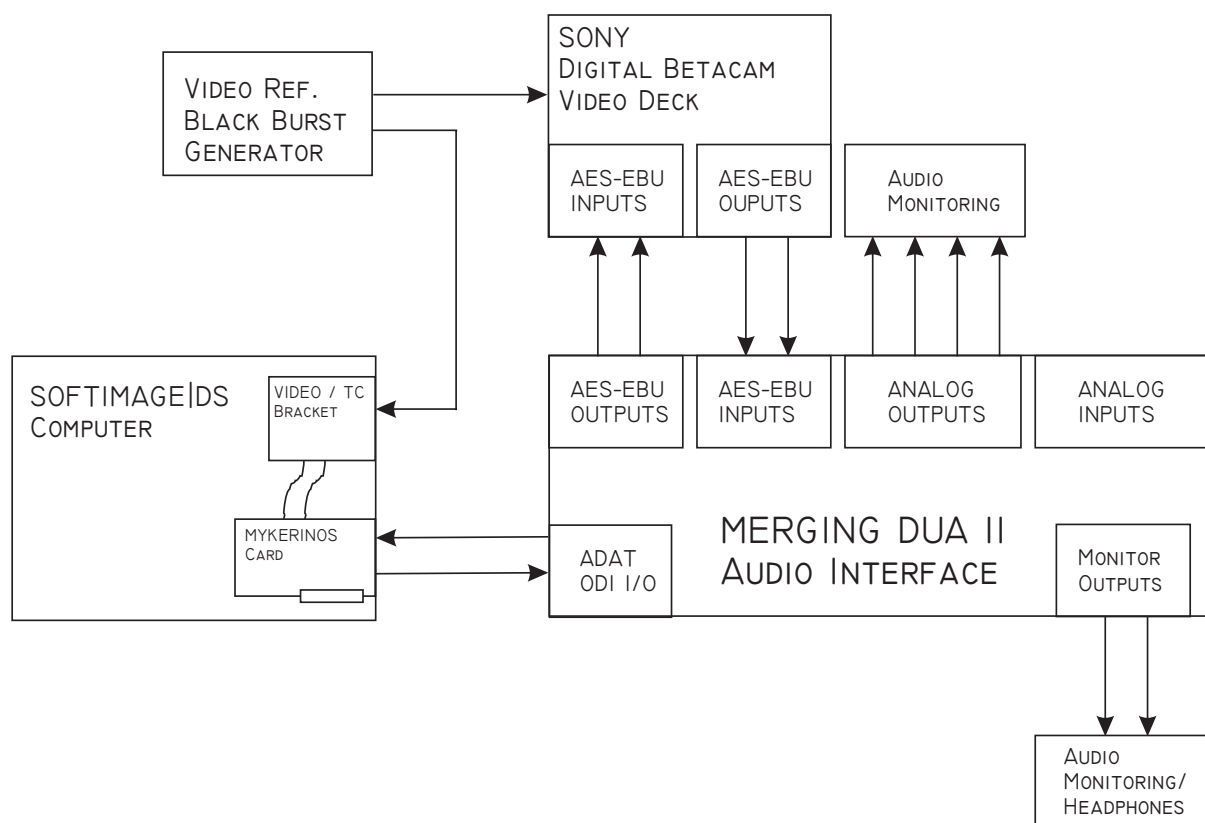 SONY
DIGITAL BETACAM
VIDEO DECK
VIDEO REF.
BLACK BURST
GENERATOR
AES-EBU
INPUTS
AES-EBU
OUPUTS
AUDIO
MONITORING
SOFTIMAGE|DS
COMPUTER
VIDEO / TC
BRACKET
AES-EBU
OUTPUTS
AES-EBU
INPUTS
ANALOG
OUTPUTS
ANALOG
INPUTS
MYKERINOS
CARD
ADAT
ODI I/O
MERGING DUA II
AUDIO INTERFACE
MONITOR
OUTPUTS
AUDIO
MONITORING/
HEADPHONES